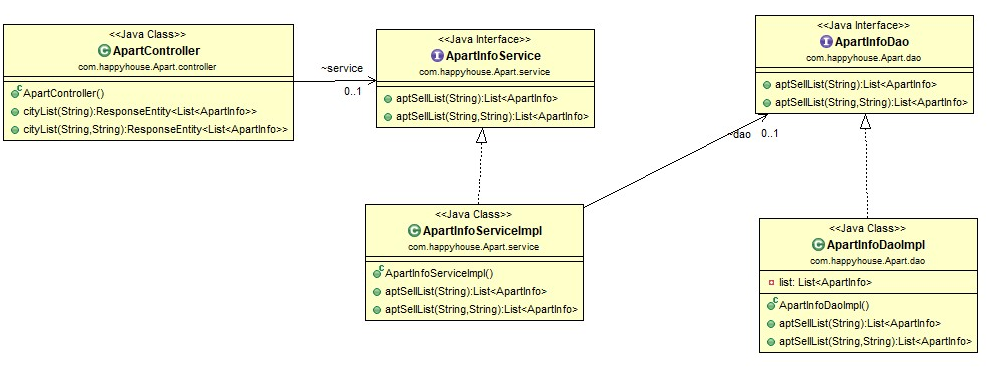 <<Java Class>>
ApartController
com.happyhouse.Apart.controller
ApartController()
cityList(String):ResponseEntity<List<ApartInfo>>
cityList(String,String):ResponseEntity<List<ApartInfo>>
~service
0..1
<<Java Interface>>
ApartInfoService
com.happyhouse.Apart.service
aptSellList(String):List<ApartInfo>
aptSellList(String,String):List<ApartInfo>
<<Java Interface>>
ApartInfoDao
com.happyhouse.Apart.dao
aptSellList(String):List<ApartInfo>
aptSellList(String,String):List<ApartInfo>
~dao
0..1
<<Java Class>>
ApartInfoServiceImpl
com.happyhouse.Apart.service
ApartInfoServiceImpl()
aptSellList(String):List<ApartInfo>
aptSellList(String,String):List<ApartInfo>
<<Java Class>>
ApartInfoDaoImpl
com.happyhouse.Apart.dao
list: List<ApartInfo>
ApartInfoDaoImpl()
aptSellList(String):List<ApartInfo>
aptSellList(String,String):List<ApartInfo>